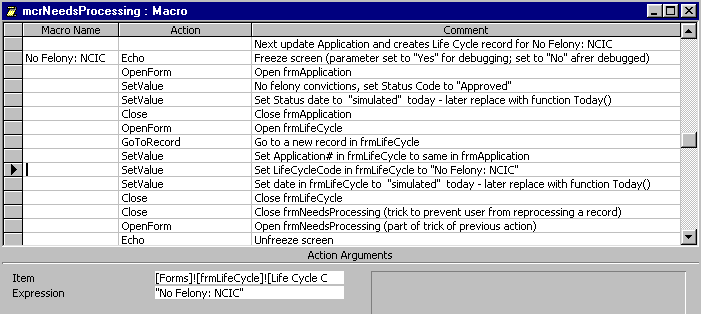 mcrNeedsProcessing : Macro
Macro Name Action Comment
Next update Application and creates Life Cycle record for No Felony: NCIC
No Felony: NCIC Echo Freeze screen (parameter set to "Yes" for debugging; set to "No" afrer debugged)
OpenForm Open frmApplication
SetValue No felony convictions, set Status Code to "Approved"
SetValue Set Status date to "simulated" today - later replace with function Today()
Close Close frmApplication
OpenForm Open frmLifeCycle
GoToRecord Go to a new record in frmLifeCycle
SetValue Set Application# in frmLifeCycle to same in frmApplication
SetValue Set LifeCycleCode in frmLifeCycle to "No Felony: NCIC"
SetValue Set date in frmLifeCycle to "simulated" today - later replace with function Today()
Close Close frmLifeCycle
Close Close frmNeedsProcessing (trick to prevent user from reprocessing a record)
OpenForm Open frmNeedsProcessing (part of trick of previous action)
Echo Unfreeze screen
Action Arguments
Item [Forms]![frmLifeCycle]![Life Cycle C
Expression "No Felony: NCIC"